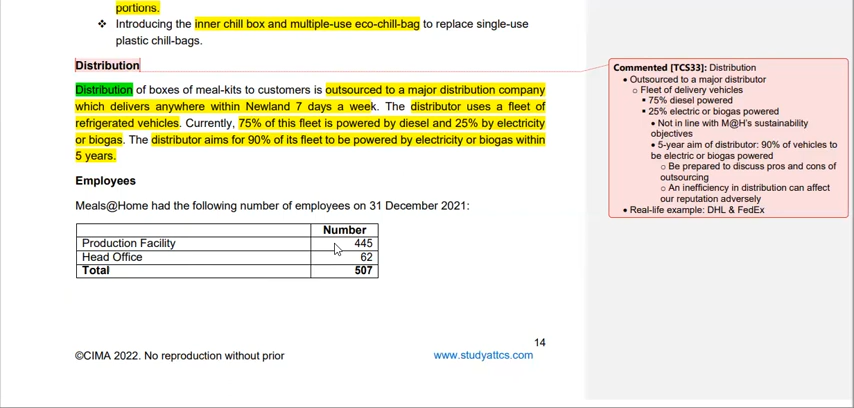 portions.
❖ Introducing the inner chill box and multiple-use eco-chill-bag to replace single-use
plastic chill-bags.
Distribution
Distribution of boxes of meal-kits to customers is outsourced to a major distribution company
which delivers anywhere within Newland 7 days a week. The distributor uses a fleet of
refrigerated vehicles. Currently, 75% of this fleet is powered by diesel and 25% by electricity
or biogas. The distributor aims for 90% of its fleet to be powered by electricity or biogas within
5 years.
Employees
Meals@Home had the following number of employees on 31 December 2021:
Number
Production Facility 445
Head Office 62
Total 507
14
©CIMA 2022. No reproduction without prior www.studyattcs.com
Commented [TCS33]: Distribution
• Outsourced to a major distributor
o Fleet of delivery vehicles
▪ 75% diesel powered
▪ 25% electric or biogas powered
• Not in line with M@H's sustainability
objectives
• 5-year aim of distributor: 90% of vehicles to
be electric or biogas powered
o Be prepared to discuss pros and cons of
outsourcing
o An inefficiency in distribution can affect
our reputation adversely
• Real-life example: DHL & FedEx